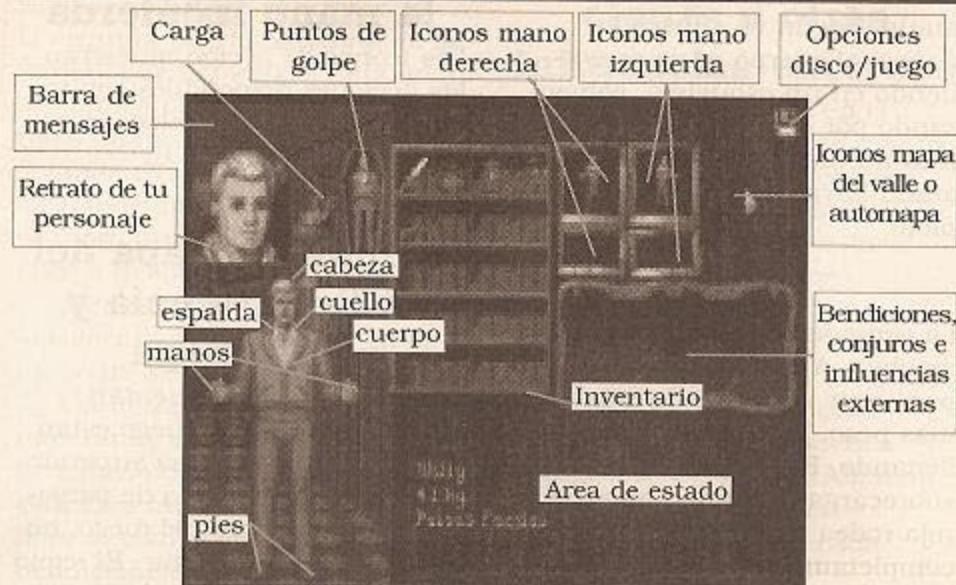 Carga
Puntos de
golpe
Iconos mano
derecha
Iconos mano
izquierda
Opciones
disco/juego
Barra de
mensajes
Iconos mapa
del valle o
automapa
Retrato de tu
personaje
cabeza
cuello
espalda
cuerpo
manos
Bendiciones,
conjuros e
influencias
externas
Inventario
Area de estado
pies